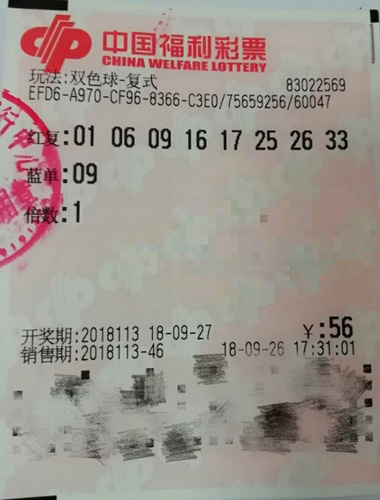 中国福利彩票
CHINA WELFARE LOTTERY
玩法:双色球-复式 83022569
EFD6-A970-CF96-8366-C3E0/75659256/60047
红复:01 06 09 16 17 25 26 33
蓝单:09
倍数:1
开奖期:2018113 18-09-27 ¥:56
销售期:2018113-46 18-09-26 17:31:01